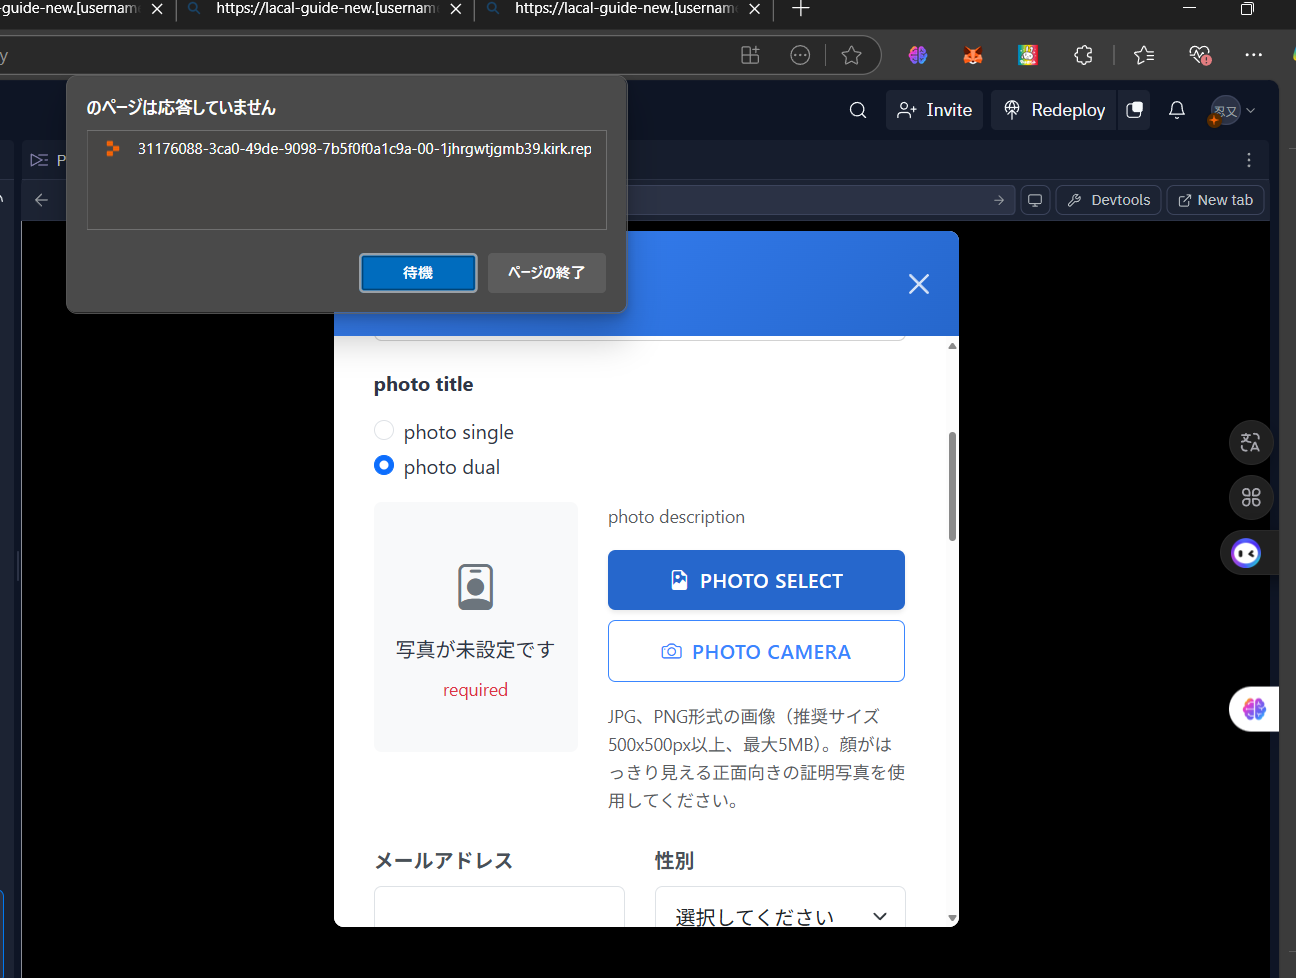 -guide-new.[username
https://lacal-guide-new.[username
https://lacal-guide-new.[username
y
のページは応答していません
31176088-3ca0-49de-9098-7b5f0f0a1c9a-00-1jhrgwtjgmb39.kirk.rep
待機
ページの終了
Invite
Redeploy
P
Devtools
New tab
photo title
photo single
photo dual
写真が未設定です
required
photo description
PHOTO SELECT
PHOTO CAMERA
JPG、PNG形式の画像（推奨サイズ
500x500px以上、最大5MB）。顔がは
っきり見える正面向きの証明写真を使
用してください。
メールアドレス
性別
選択してください